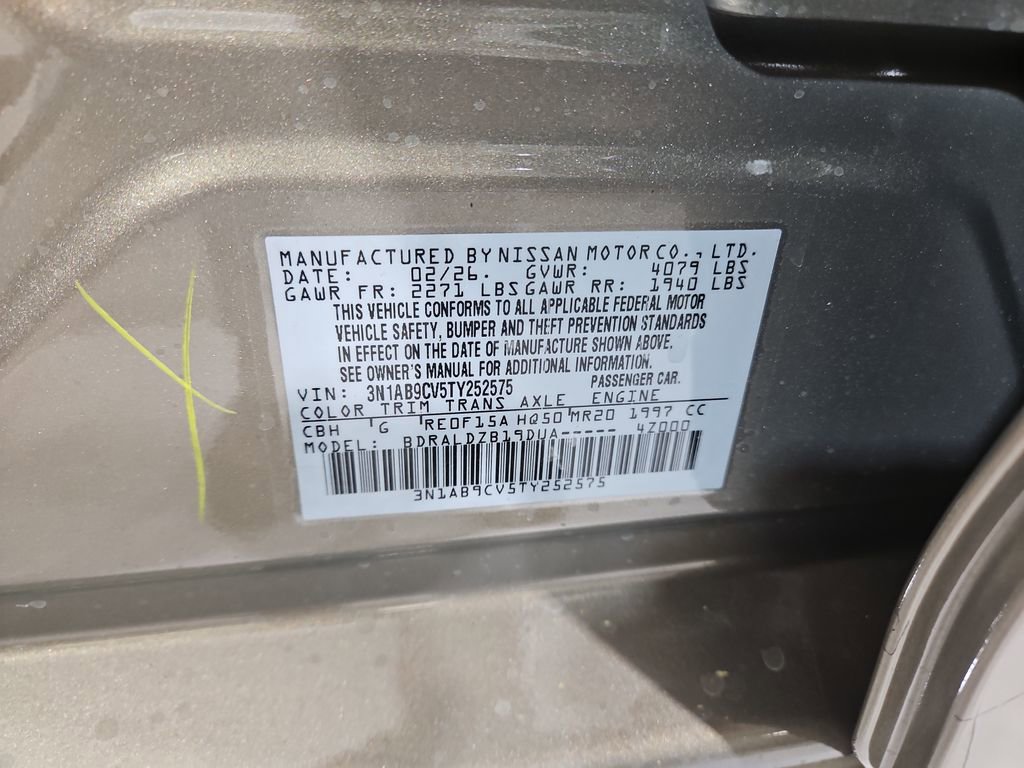 MANUFACTURED BY NISSAN MOTOR CO., LTD.
DATE: 02/26. GVWR: 4079 LBS
GAWR FR: 2271 LBS GAWR RR: 1940 LBS
THIS VEHICLE CONFORMS TO ALL APPLICABLE FEDERAL MOTOR
VEHICLE SAFETY, BUMPER AND THEFT PREVENTION STANDARDS
IN EFFECT ON THE DATE OF MANUFACTURE SHOWN ABOVE.
SEE OWNER'S MANUAL FOR ADDITIONAL INFORMATION.
VIN: 3N1AB9CV5TY252575 PASSENGER CAR.
COLOR TRIM TRANS AXLE ENGINE
CBH G RE0F15A HQ50 MR20 1997 CC
MODEL: BDRALDZB19DUA----- 4Z000
3N1AB9CV5TY252575